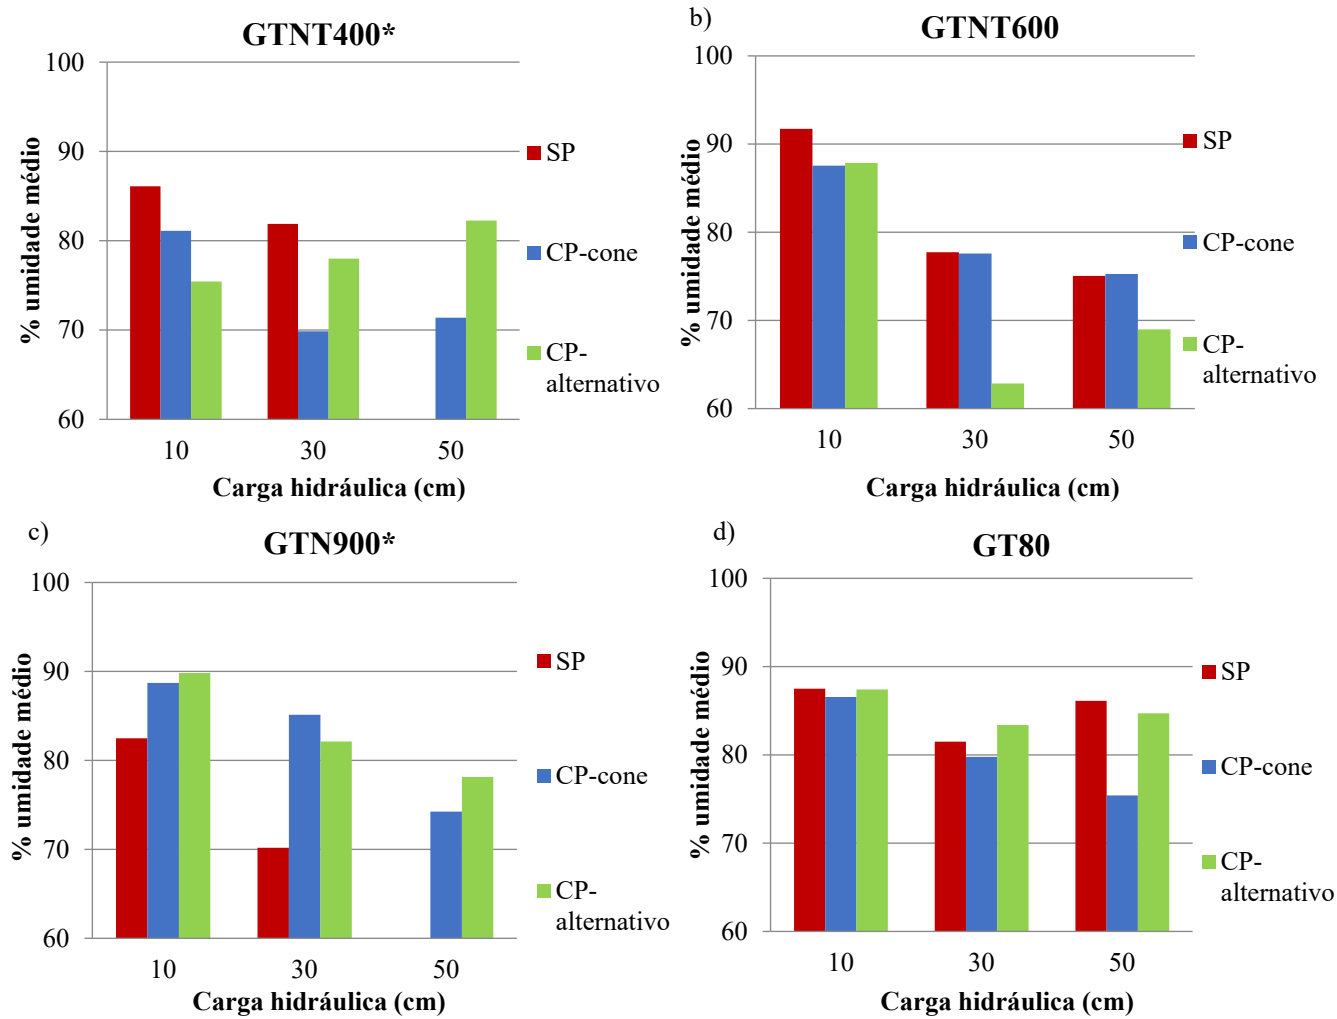 GTNT400*
100
90
80
70
60
% umidade médio
10 30 50
Carga hidráulica (cm)
SP
CP-cone
CP-
alternativo
b)
GTNT600
100
90
80
70
60
% umidade médio
10 30 50
Carga hidráulica (cm)
SP
CP-cone
CP-
alternativo
c)
GTN900*
100
90
80
70
60
% umidade médio
10 30 50
Carga hidráulica (cm)
SP
CP-cone
CP-
alternativo
d)
GT80
100
90
80
70
60
% umidade médio
10 30 50
Carga hidráulica (cm)
SP
CP-cone
CP-
alternativo